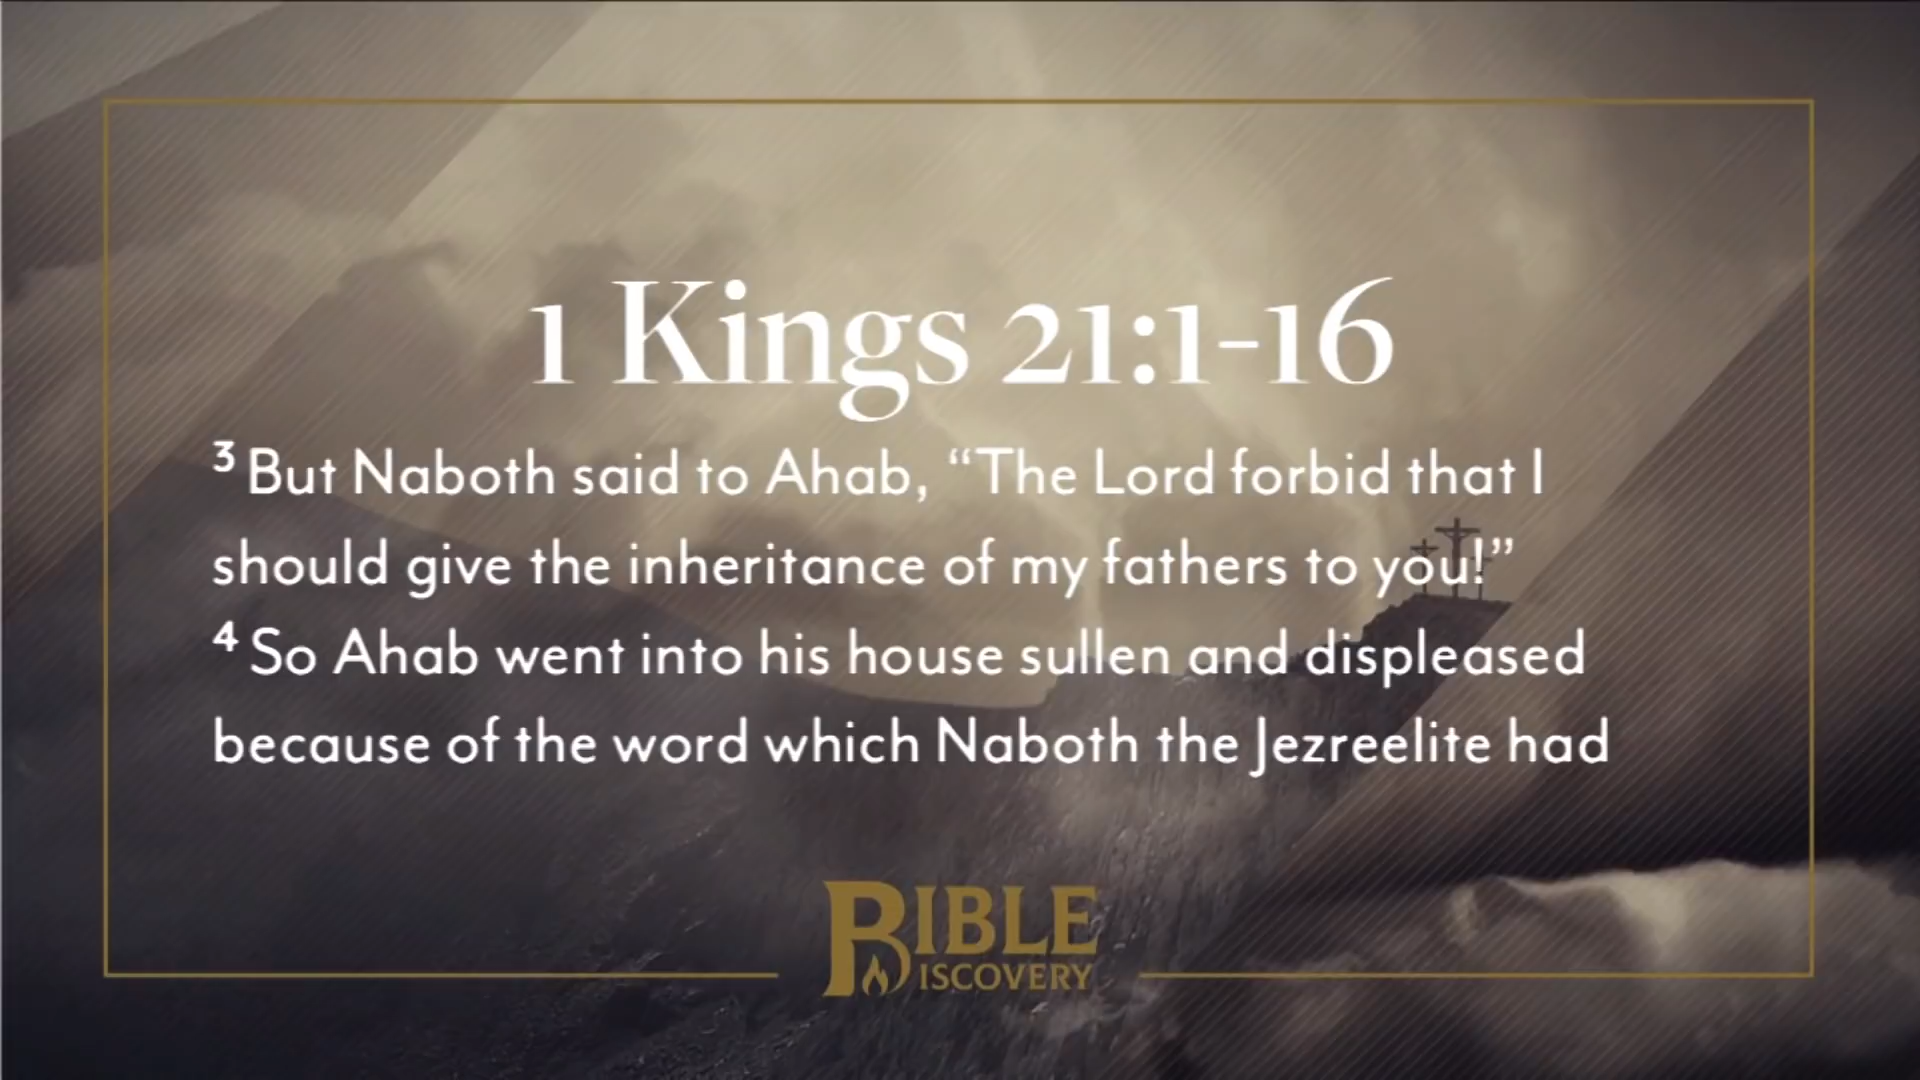 1 Kings 21:1-16
3 But Naboth said to Ahab, “The Lord forbid that I
should give the inheritance of my fathers to you!”
4 So Ahab went into his house sullen and displeased
because of the word which Naboth the Jezreelite had
BIBLE
DISCOVERY